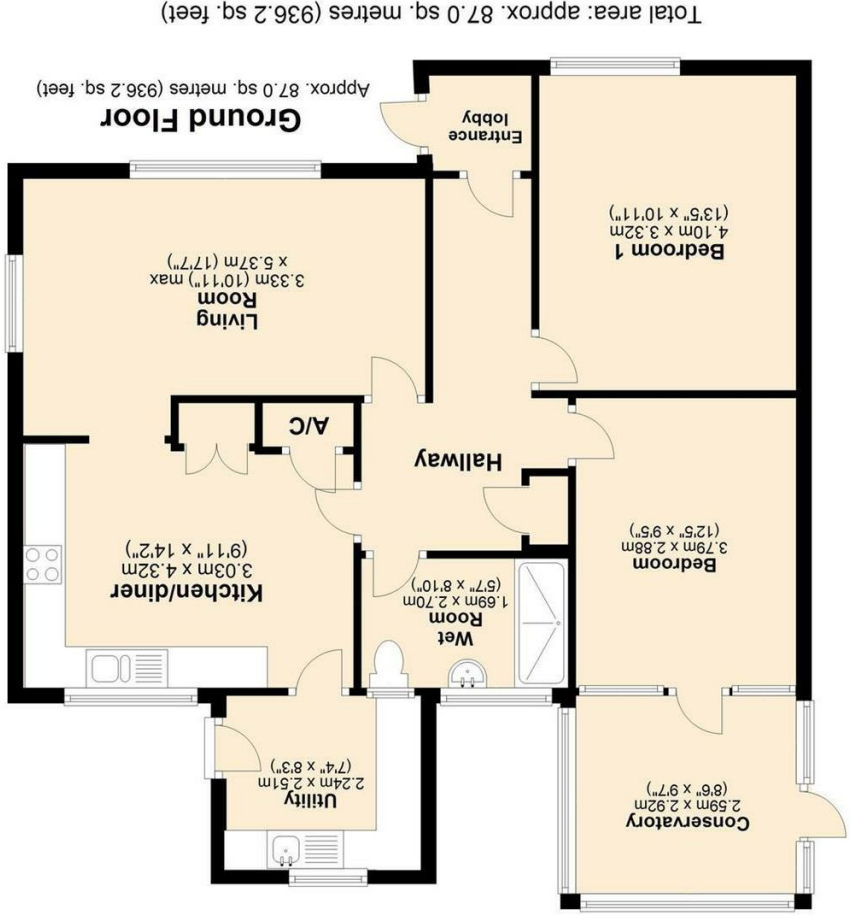 Conservatory
2.59m x 2.92m
(8'6" x 9'7")
Utility
2.24m x 2.51m
(7'4" x 8'3")
Bedroom
3.79m x 2.88m
(12'5" x 9'5")
Wet
Room
1.69m x 2.70m
(5'7" x 8'10")
Kitchen/diner
3.03m x 4.32m
(9'11" x 14'2")
Hallway
A/C
Bedroom 1
4.10m x 3.32m
(13'5" x 10'11")
Living
Room
3.33m (10'11") max
x 5.37m (17'7")
Entrance
lobby
Ground Floor
Approx. 87.0 sq. metres (936.2 sq. feet)
Total area: approx. 87.0 sq. metres (936.2 sq. feet)